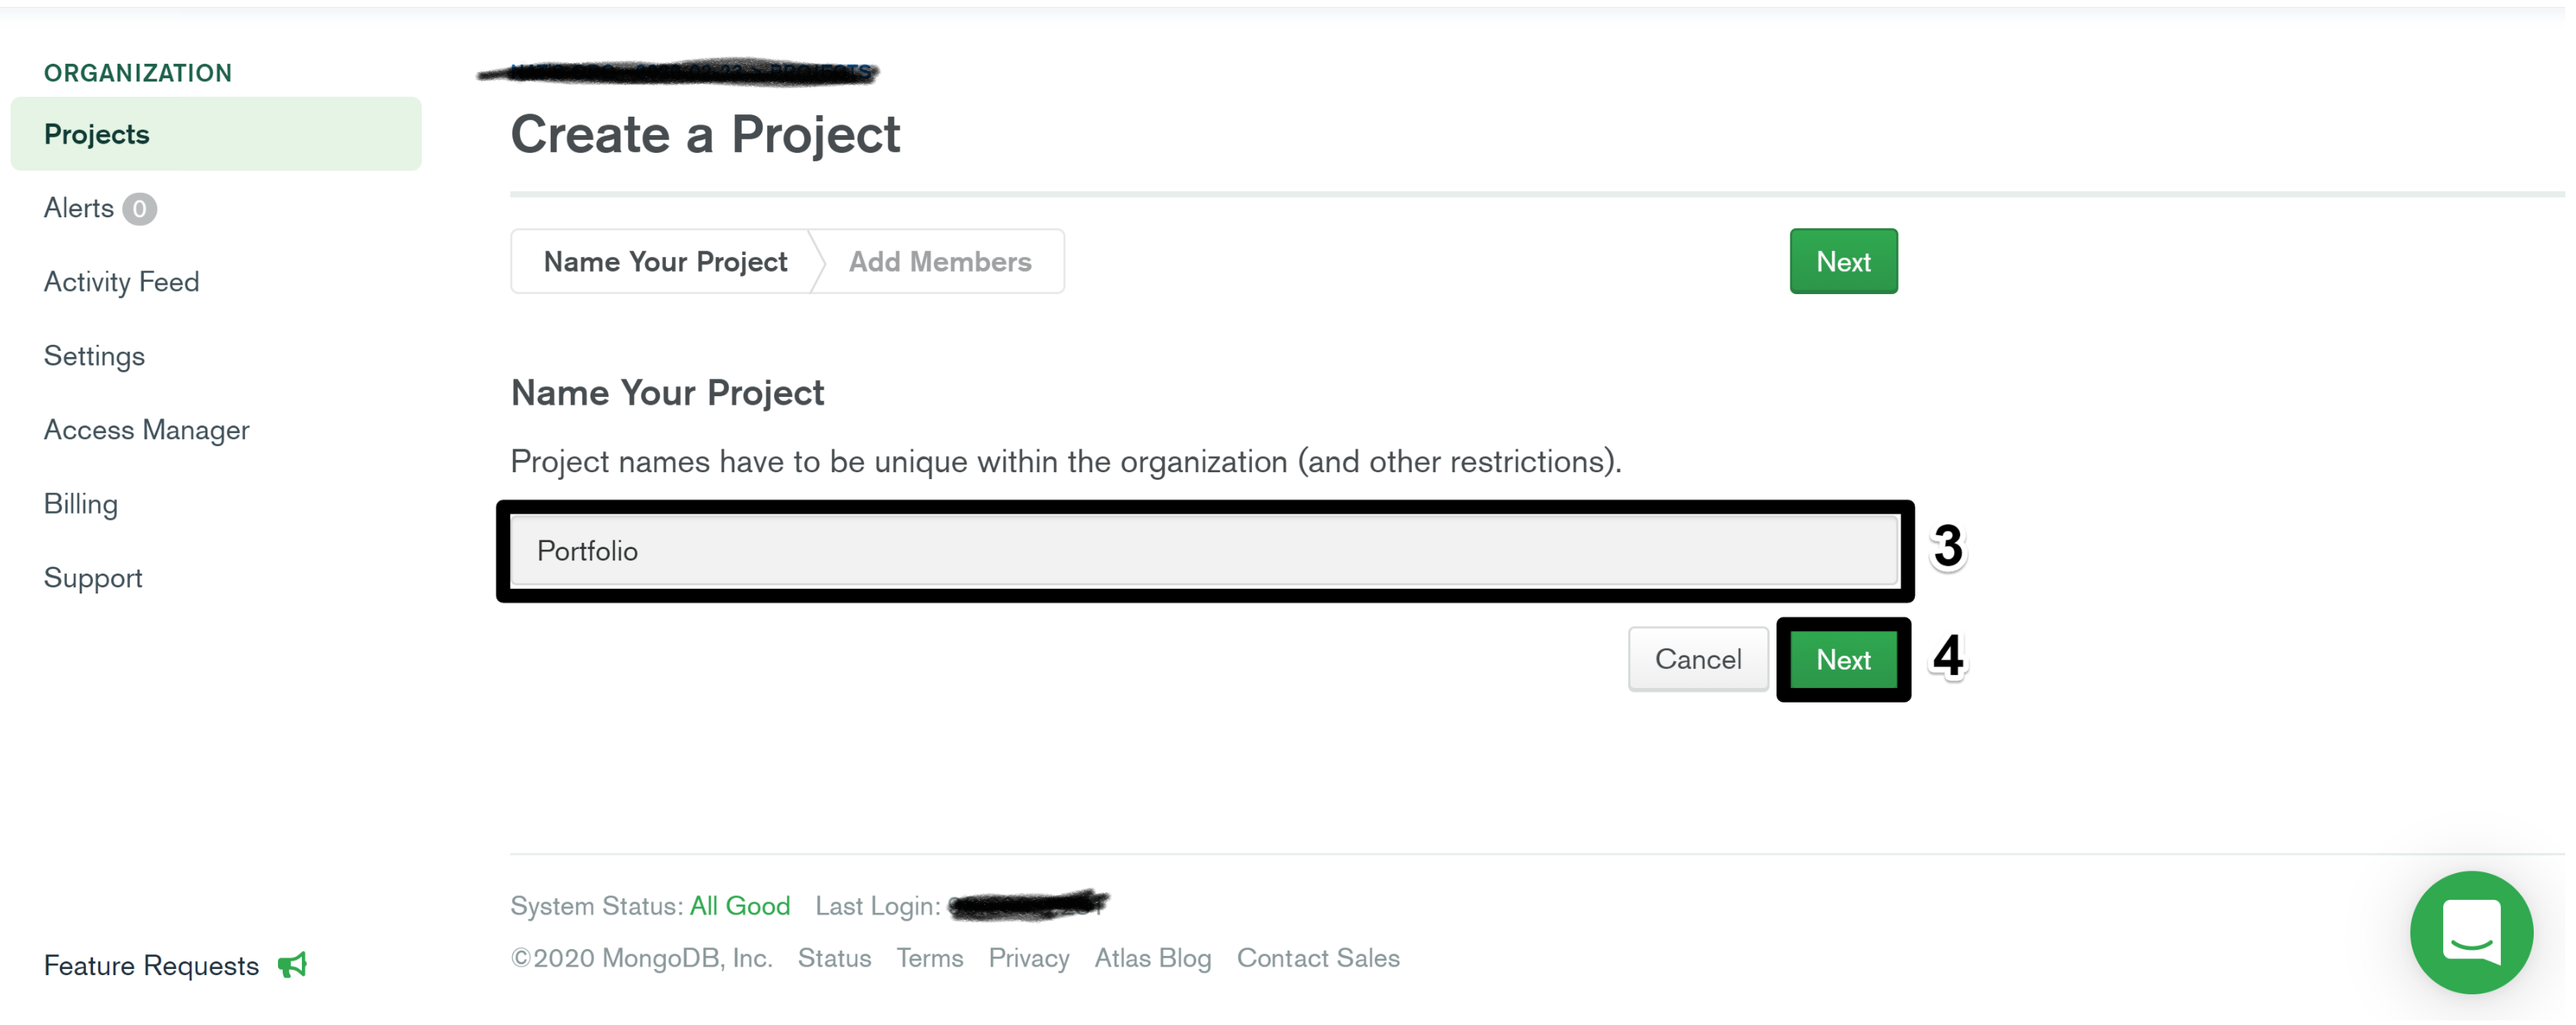 ORGANIZATION
Projects
Alerts 0
Activity Feed
Settings
Access Manager
Billing
Support
Feature Requests
PROJECTS
Create a Project
Name Your Project Add Members Next
Name Your Project
Project names have to be unique within the organization (and other restrictions).
Portfolio 3
Cancel Next 4
System Status: All Good Last Login:
©2020 MongoDB, Inc. Status Terms Privacy Atlas Blog Contact Sales